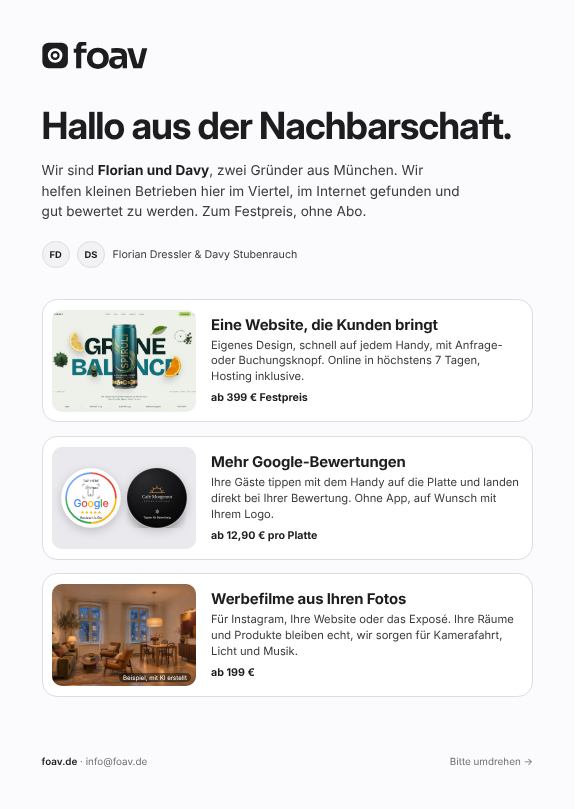 foav
Hallo aus der Nachbarschaft.
Wir sind Florian und Davy, zwei Gründer aus München. Wir
helfen kleinen Betrieben hier im Viertel, im Internet gefunden und
gut bewertet zu werden. Zum Festpreis, ohne Abo.
FD DS Florian Dressler & Davy Stubenrauch
GRÜNE
BALANCE
SPIRULI
Eine Website, die Kunden bringt
Eigenes Design, schnell auf jedem Handy, mit Anfrage-
oder Buchungsknopf. Online in höchstens 7 Tagen,
Hosting inklusive.
ab 399 € Festpreis
TAP HERE
Google
Café Morgenrot
Tippen für Bewertung
Mehr Google-Bewertungen
Ihre Gäste tippen mit dem Handy auf die Platte und landen
direkt bei Ihrer Bewertung. Ohne App, auf Wunsch mit
Ihrem Logo.
ab 12,90 € pro Platte
Beispiel, mit KI erstellt
Werbefilme aus Ihren Fotos
Für Instagram, Ihre Website oder das Exposé. Ihre Räume
und Produkte bleiben echt, wir sorgen für Kamerafahrt,
Licht und Musik.
ab 199 €
foav.de · info@foav.de
Bitte umdrehen →